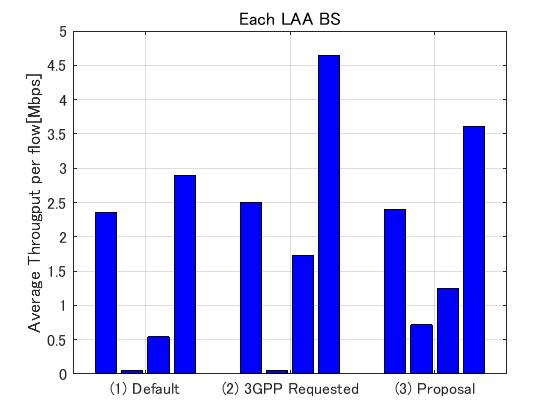 Each LAA BS
Average Througput per flow[Mbps]
5
4.5
4
3.5
3
2.5
2
1.5
1
0.5
0
(1) Default
(2) 3GPP Requested
(3) Proposal